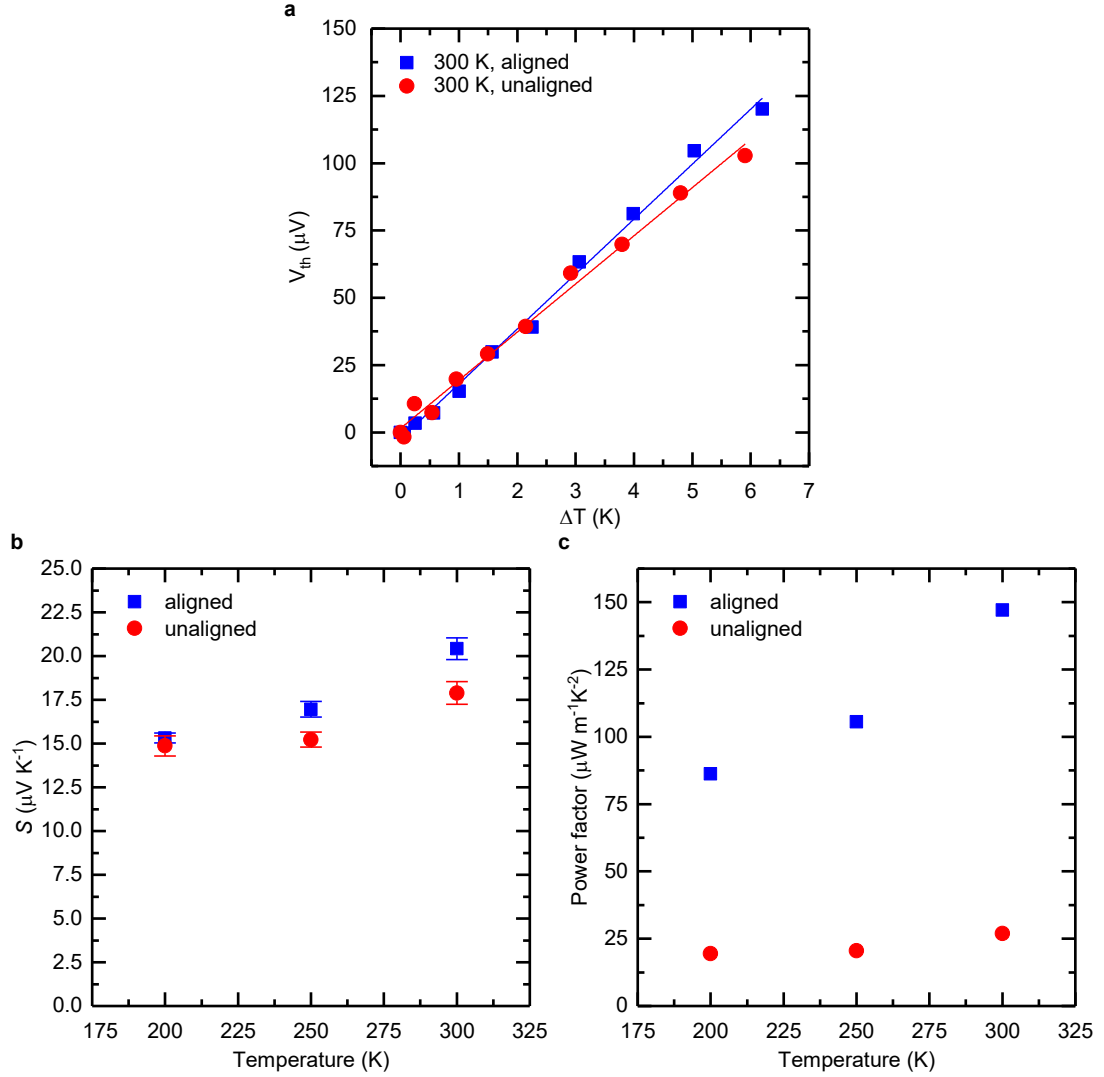 a
150
125
100
75
50
25
0
V_th (μV)
300 K, aligned
300 K, unaligned
0 1 2 3 4 5 6 7
ΔT (K)
b
25.0
22.5
20.0
17.5
15.0
12.5
10.0
7.5
5.0
2.5
0.0
S (μV K⁻¹)
aligned
unaligned
175 200 225 250 275 300 325
Temperature (K)
c
150
125
100
75
50
25
0
Power factor (μW m⁻¹K⁻²)
aligned
unaligned
175 200 225 250 275 300 325
Temperature (K)